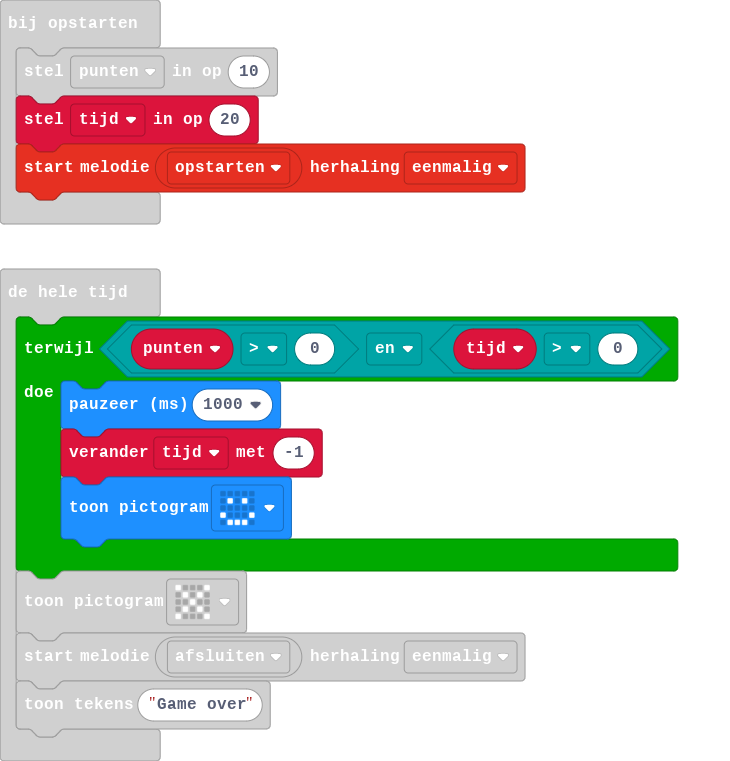 bij opstarten
stel punten in op 10
stel tijd in op 20
start melodie opstarten herhaling eenmalig
de hele tijd
terwijl punten > 0 en tijd > 0
doe
pauzeer (ms) 1000
verander tijd met -1
toon pictogram
toon pictogram
start melodie afsluiten herhaling eenmalig
toon tekens "Game over"